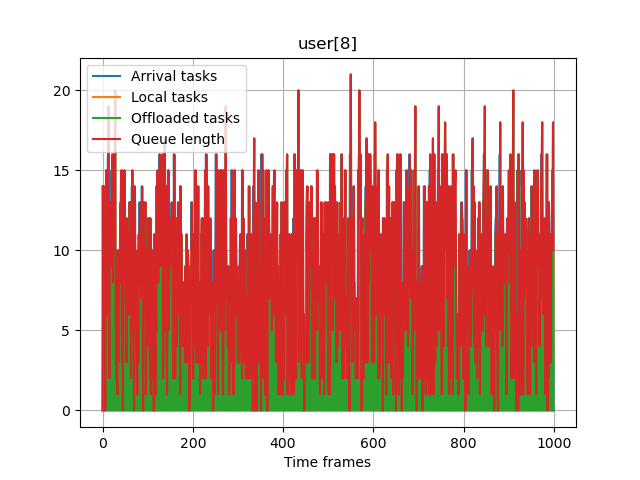 user[8]
Arrival tasks
Local tasks
Offloaded tasks
Queue length
20
15
10
5
0
0 200 400 600 800 1000
Time frames